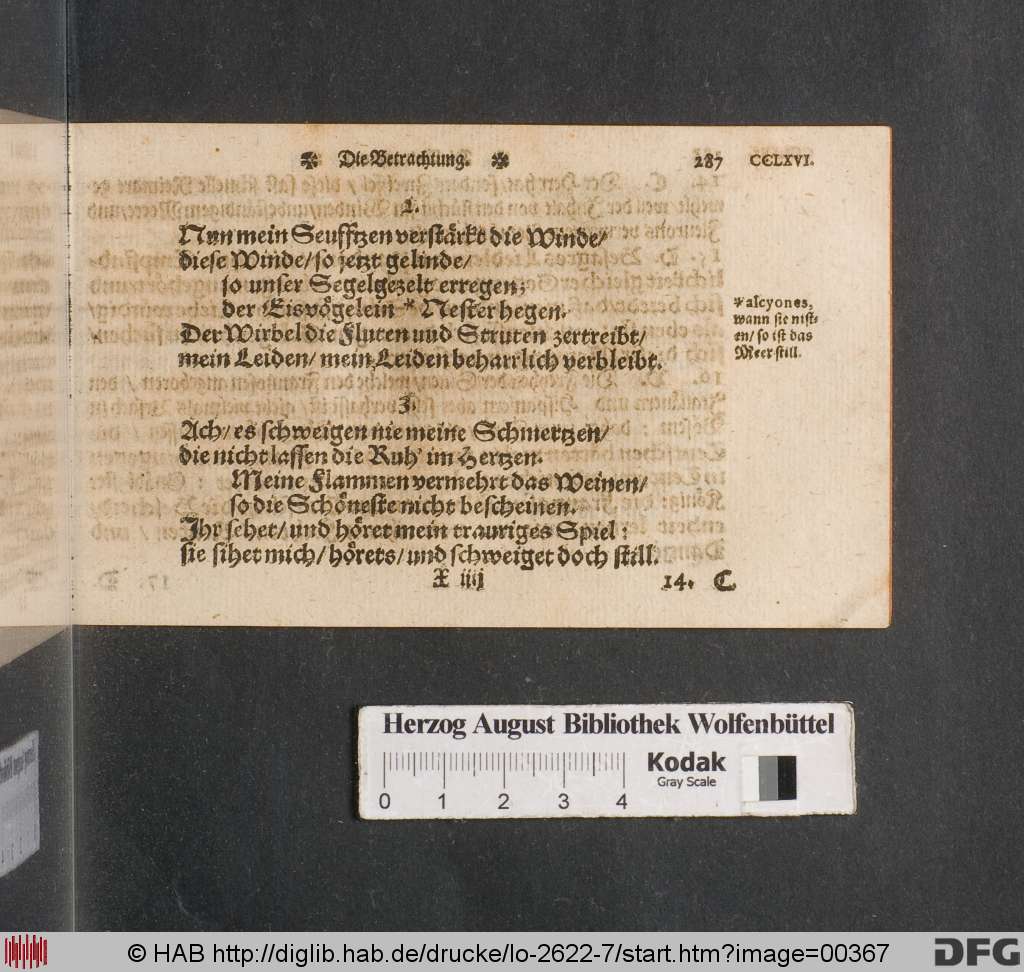 Die Betrachtung. 287 CCLXVI.
2.
Nun mein Seufftzen verstärkt die Winde/
diese Winde/ so jetzt gelinde/
so unser Segelgezelt erregen;
der Eisvögelein * Nester hegen.
Der Wirbel die Fluten und Struten zertreibt/
mein Leiden/ mein Leiden beharrlich verbleibt.
*alcyones,
wann sie nist-
en/ so ist das
Meer still.
3.
Ach/ es schweigen nie meine Schmertzen/
die nicht lassen die Ruh' im Hertzen.
Meine Flammen vermehrt das Weinen/
so die Schöneste nicht bescheinen.
Ihr sehet/ und höret mein trauriges Spiel:
sie sihet mich/ hörets/ und schweiget doch still.
X iiij 14. C.
Herzog August Bibliothek Wolfenbüttel
Kodak
Gray Scale
0 1 2 3 4
© HAB http://diglib.hab.de/drucke/lo-2622-7/start.htm?image=00367
DFG